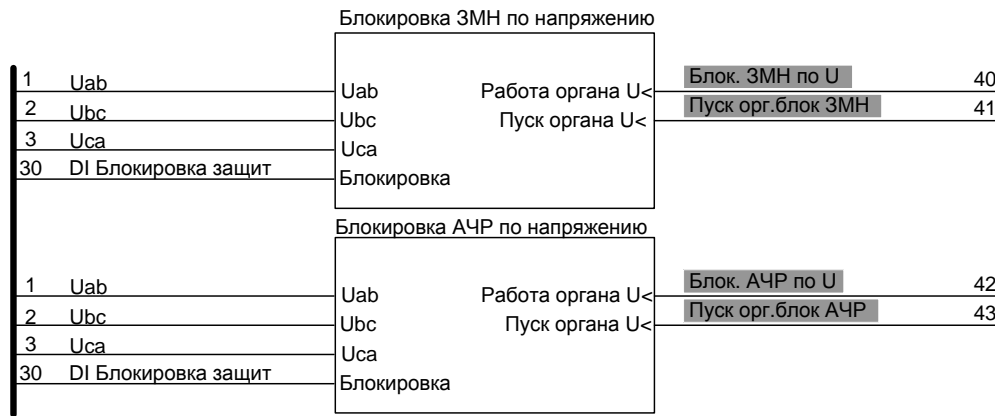 Блокировка ЗМН по напряжению
1 Uab Uab Работа органа U< Блок. ЗМН по U 40
2 Ubc Ubc Пуск органа U< Пуск орг.блок ЗМН 41
3 Uca Uca
30 DI Блокировка защит Блокировка
Блокировка АЧР по напряжению
1 Uab Uab Работа органа U< Блок. АЧР по U 42
2 Ubc Ubc Пуск органа U< Пуск орг.блок АЧР 43
3 Uca Uca
30 DI Блокировка защит Блокировка